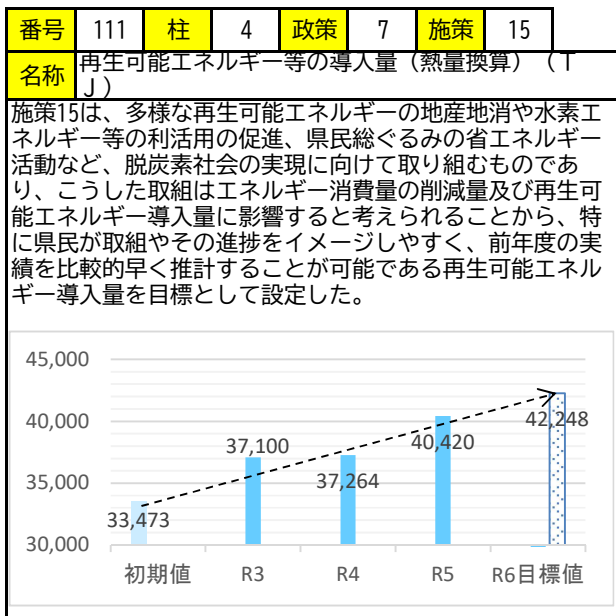 番号 111 柱 4 政策 7 施策 15
名称 再生可能エネルギー等の導入量（熱量換算）（Ｔ
Ｊ）
施策15は、多様な再生可能エネルギーの地産地消や水素エ
ネルギー等の利活用の促進、県民総ぐるみの省エネルギー
活動など、脱炭素社会の実現に向けて取り組むものであ
り、こうした取組はエネルギー消費量の削減量及び再生可
能エネルギー導入量に影響すると考えられることから、特
に県民が取組やその進捗をイメージしやすく、前年度の実
績を比較的早く推計することが可能である再生可能エネル
ギー導入量を目標として設定した。
45,000
40,000
35,000
30,000
33,473
37,100
37,264
40,420
42,248
初期値 R3 R4 R5 R6目標値